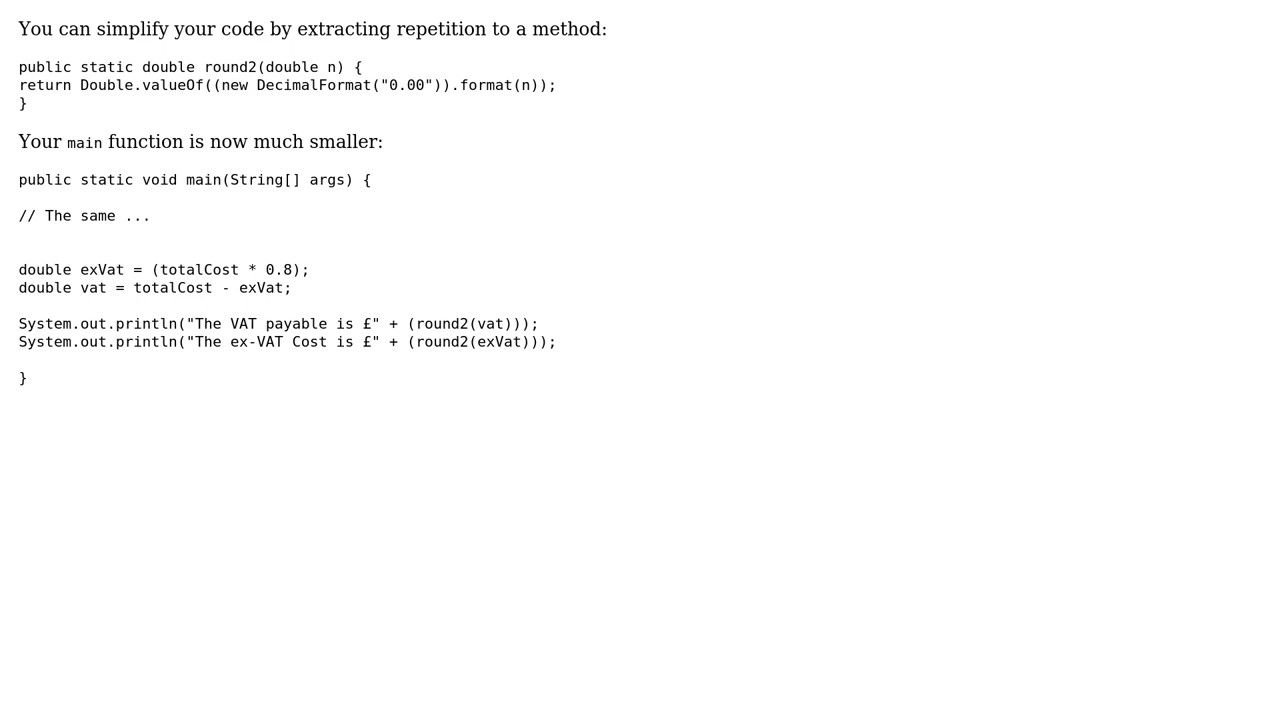 You can simplify your code by extracting repetition to a method:
public static double round2(double n) {
return Double.valueOf((new DecimalFormat("0.00")).format(n));
}
Your main function is now much smaller:
public static void main(String[] args) {
// The same ...
double exVat = (totalCost * 0.8);
double vat = totalCost - exVat;
System.out.println("The VAT payable is £" + (round2(vat)));
System.out.println("The ex-VAT Cost is £" + (round2(exVat)));
}